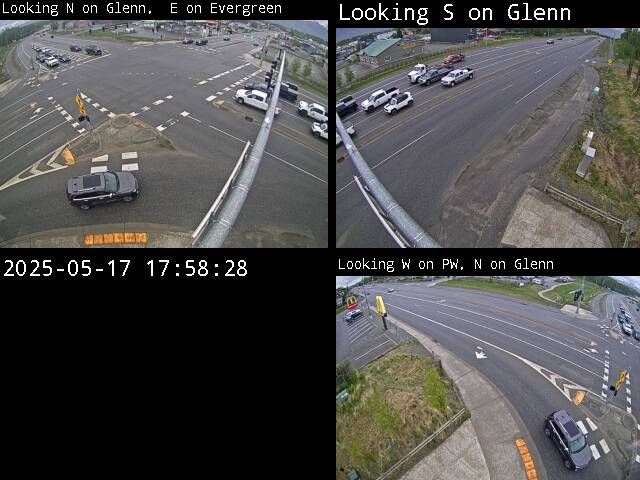 Looking N on Glenn,  E on Evergreen
Looking S on Glenn
2025-05-17 17:58:28
Looking W on PW, N on Glenn